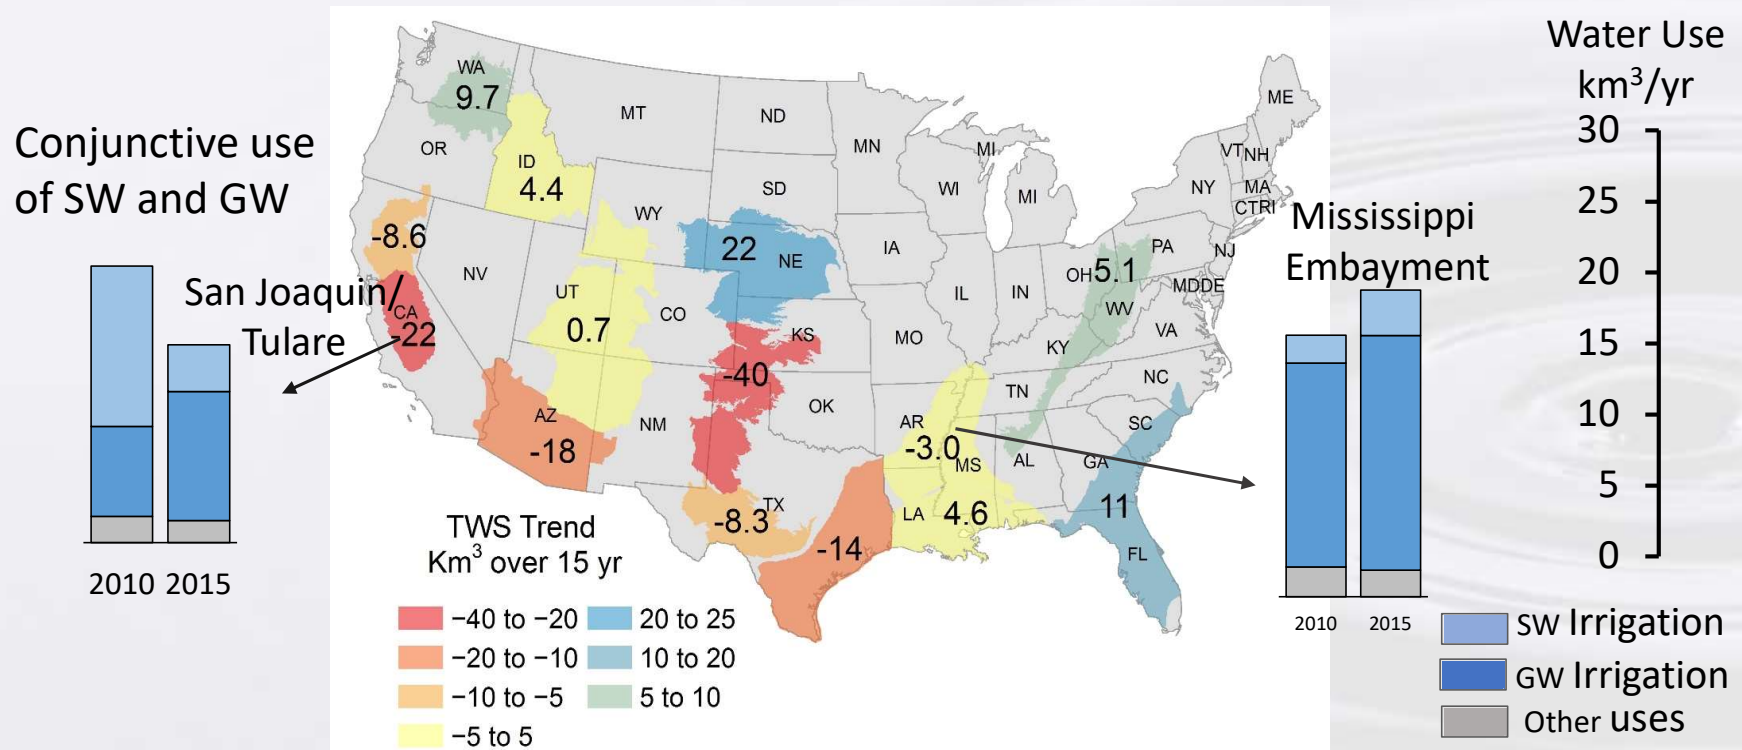 Conjunctive use
of SW and GW
2010 2015
San Joaquin/
Tulare
WA
9.7
MT
ND
MN
ME
OR
ID
4.4
SD
WI
MI
MI
VT NH
NY
MA
CT RI
WY
-8.6
NV
22
NE
IA
PA
NJ
OH
5.1
UT
CO
IL
IN
MD DE
WV
CA
-22
0.7
KS
MO
KY
VA
-40
NC
TN
AZ
-18
NM
OK
AR
-3.0
MS
AL
GA
SC
TX
-8.3
LA
4.6
11
-14
FL
TWS Trend
Km³ over 15 yr
−40 to −20
20 to 25
−20 to −10
10 to 20
−10 to −5
5 to 10
−5 to 5
Mississippi
Embayment
2010 2015
Water Use
km³/yr
30
25
20
15
10
5
0
SW Irrigation
GW Irrigation
Other uses